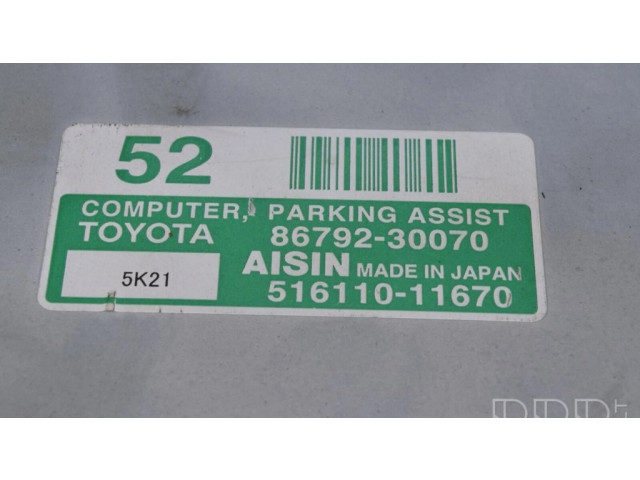 52
COMPUTER, PARKING ASSIST
TOYOTA 86792-30070
5K21
AISIN MADE IN JAPAN
516110-11670